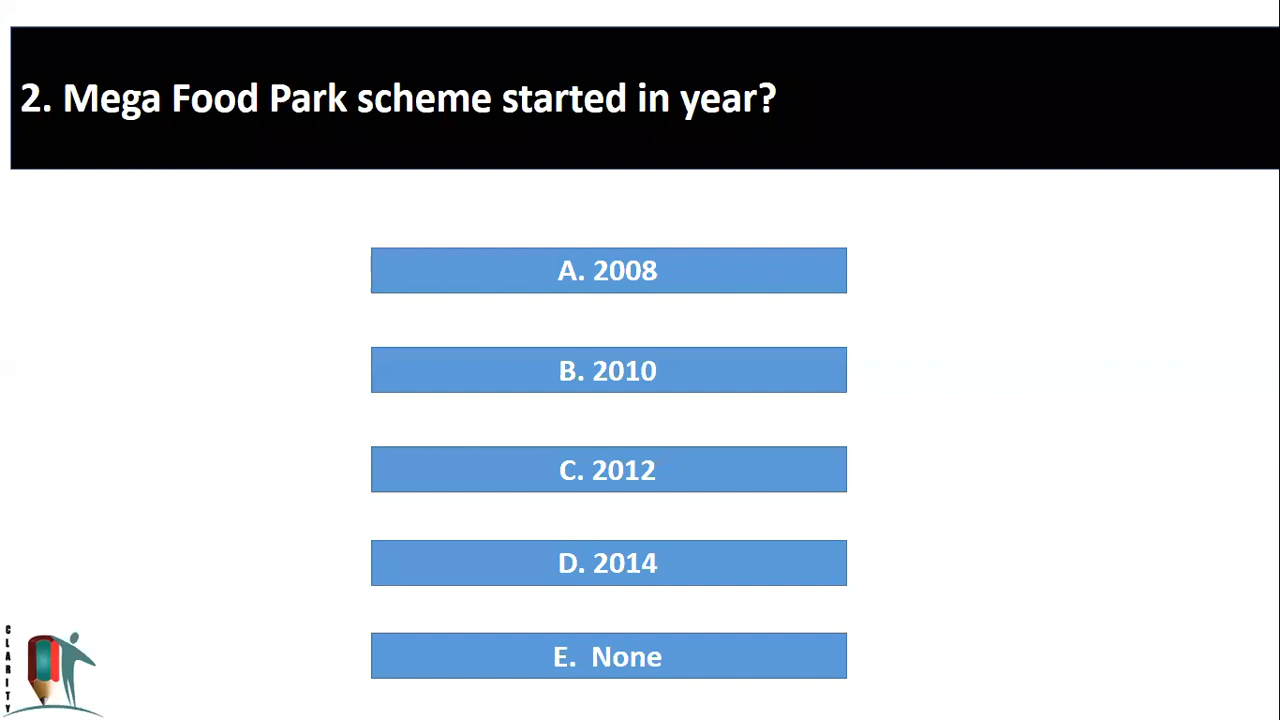 2. Mega Food Park scheme started in year?
A. 2008
B. 2010
C. 2012
D. 2014
E. None
CLARITY